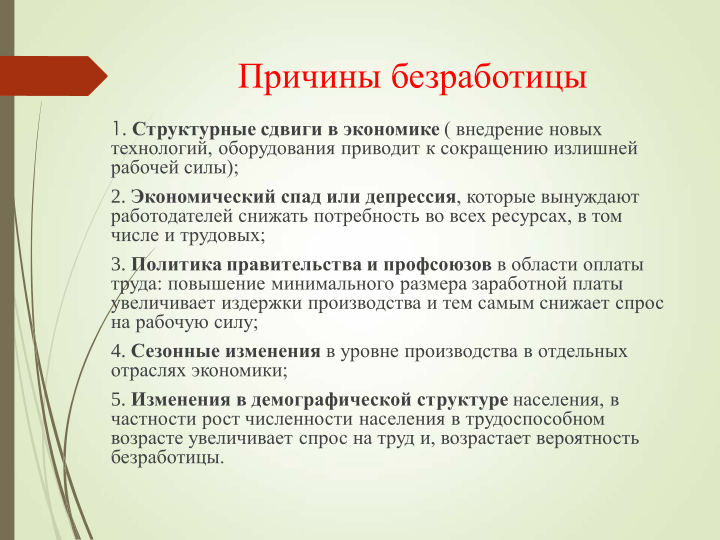 Причины безработицы
1. Структурные сдвиги в экономике ( внедрение новых
технологий, оборудования приводит к сокращению излишней
рабочей силы);
2. Экономический спад или депрессия, которые вынуждают
работодателей снижать потребность во всех ресурсах, в том
числе и трудовых;
3. Политика правительства и профсоюзов в области оплаты
труда: повышение минимального размера заработной платы
увеличивает издержки производства и тем самым снижает спрос
на рабочую силу;
4. Сезонные изменения в уровне производства в отдельных
отраслях экономики;
5. Изменения в демографической структуре населения, в
частности рост численности населения в трудоспособном
возрасте увеличивает спрос на труд и, возрастает вероятность
безработицы.